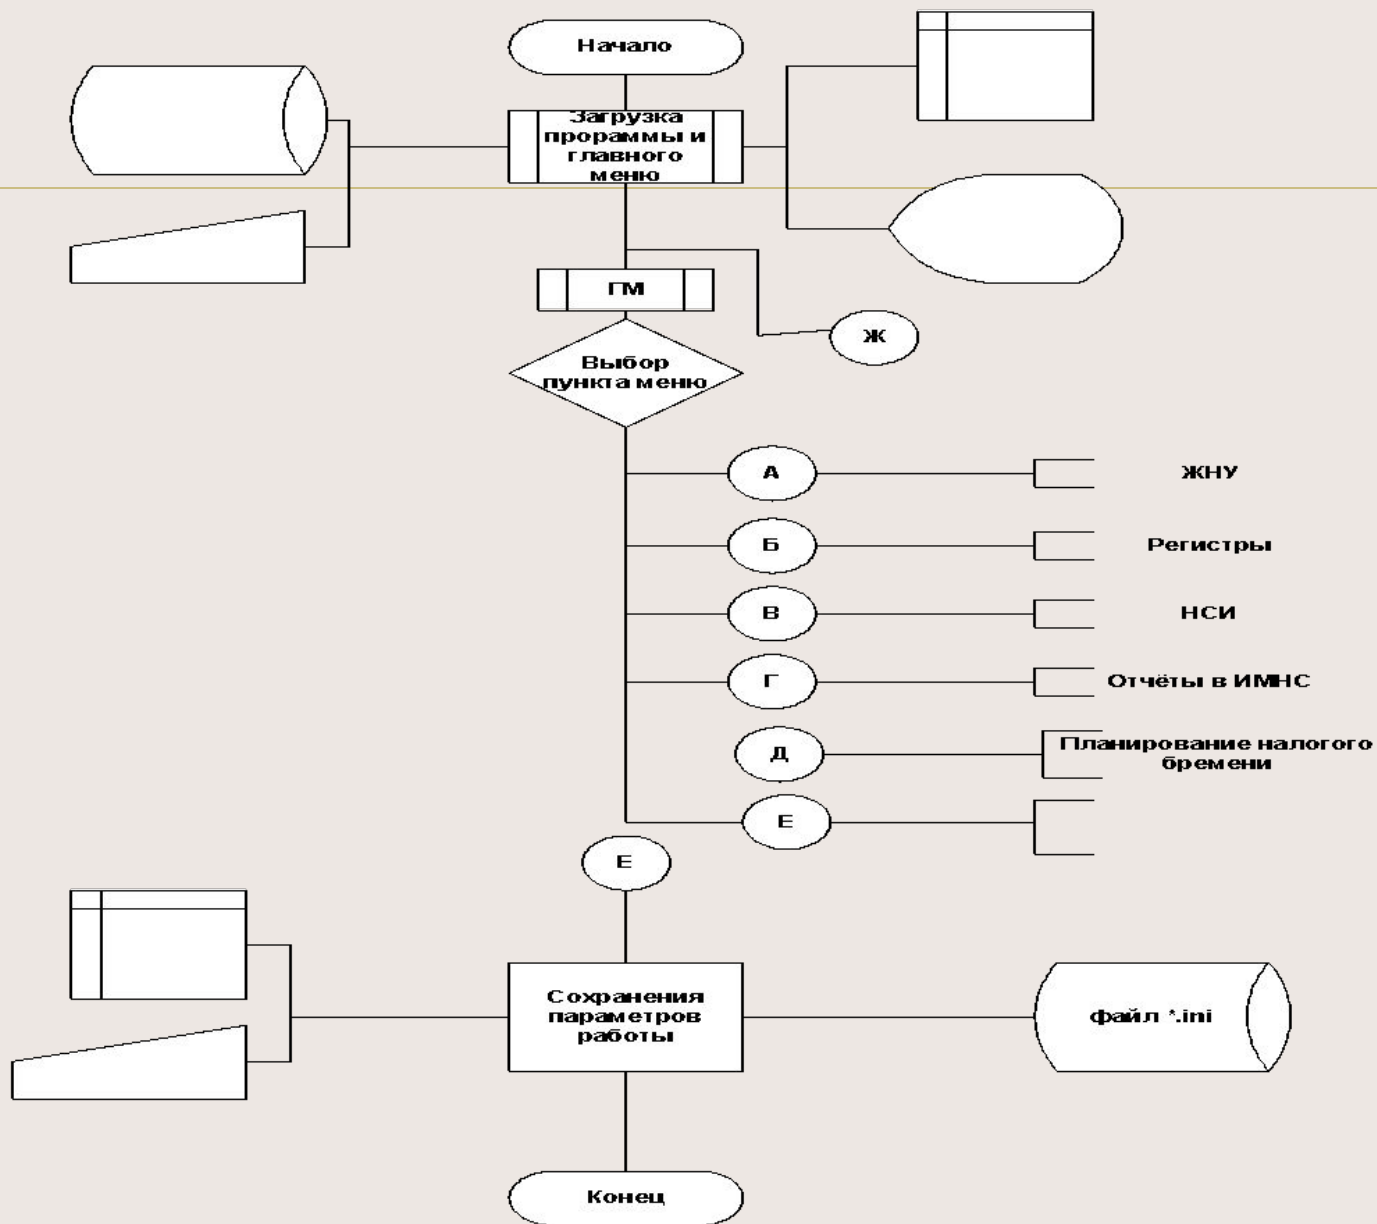 Начало
Загрузка
прораммы и
главного
меню
ГМ
Ж
Выбор
пункта меню
А
ЖНУ
Б
Регистры
В
НСИ
Г
Отчёты в ИМНС
Д
Планирование налогого
бремени
Е
Е
Сохранения
параметров
работы
файл *.ini
Конец